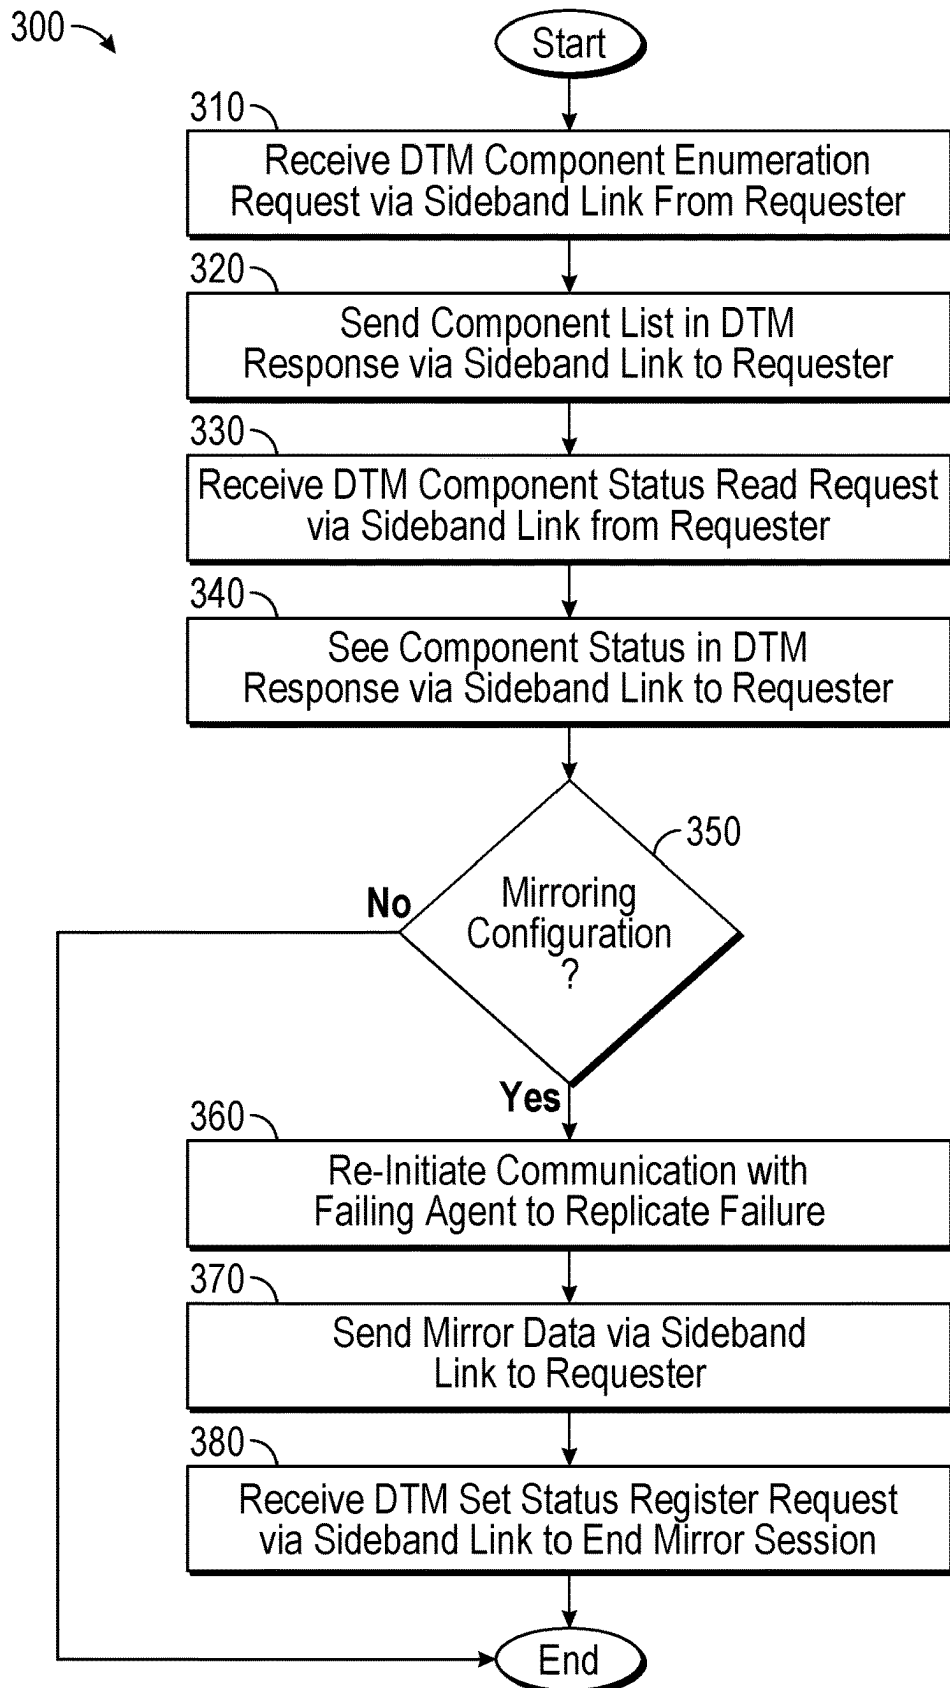 300
Start
310
Receive DTM Component Enumeration
Request via Sideband Link From Requester
320
Send Component List in DTM
Response via Sideband Link to Requester
330
Receive DTM Component Status Read Request
via Sideband Link from Requester
340
See Component Status in DTM
Response via Sideband Link to Requester
350
Mirroring
Configuration
?
No
Yes
360
Re-Initiate Communication with
Failing Agent to Replicate Failure
370
Send Mirror Data via Sideband
Link to Requester
380
Receive DTM Set Status Register Request
via Sideband Link to End Mirror Session
End